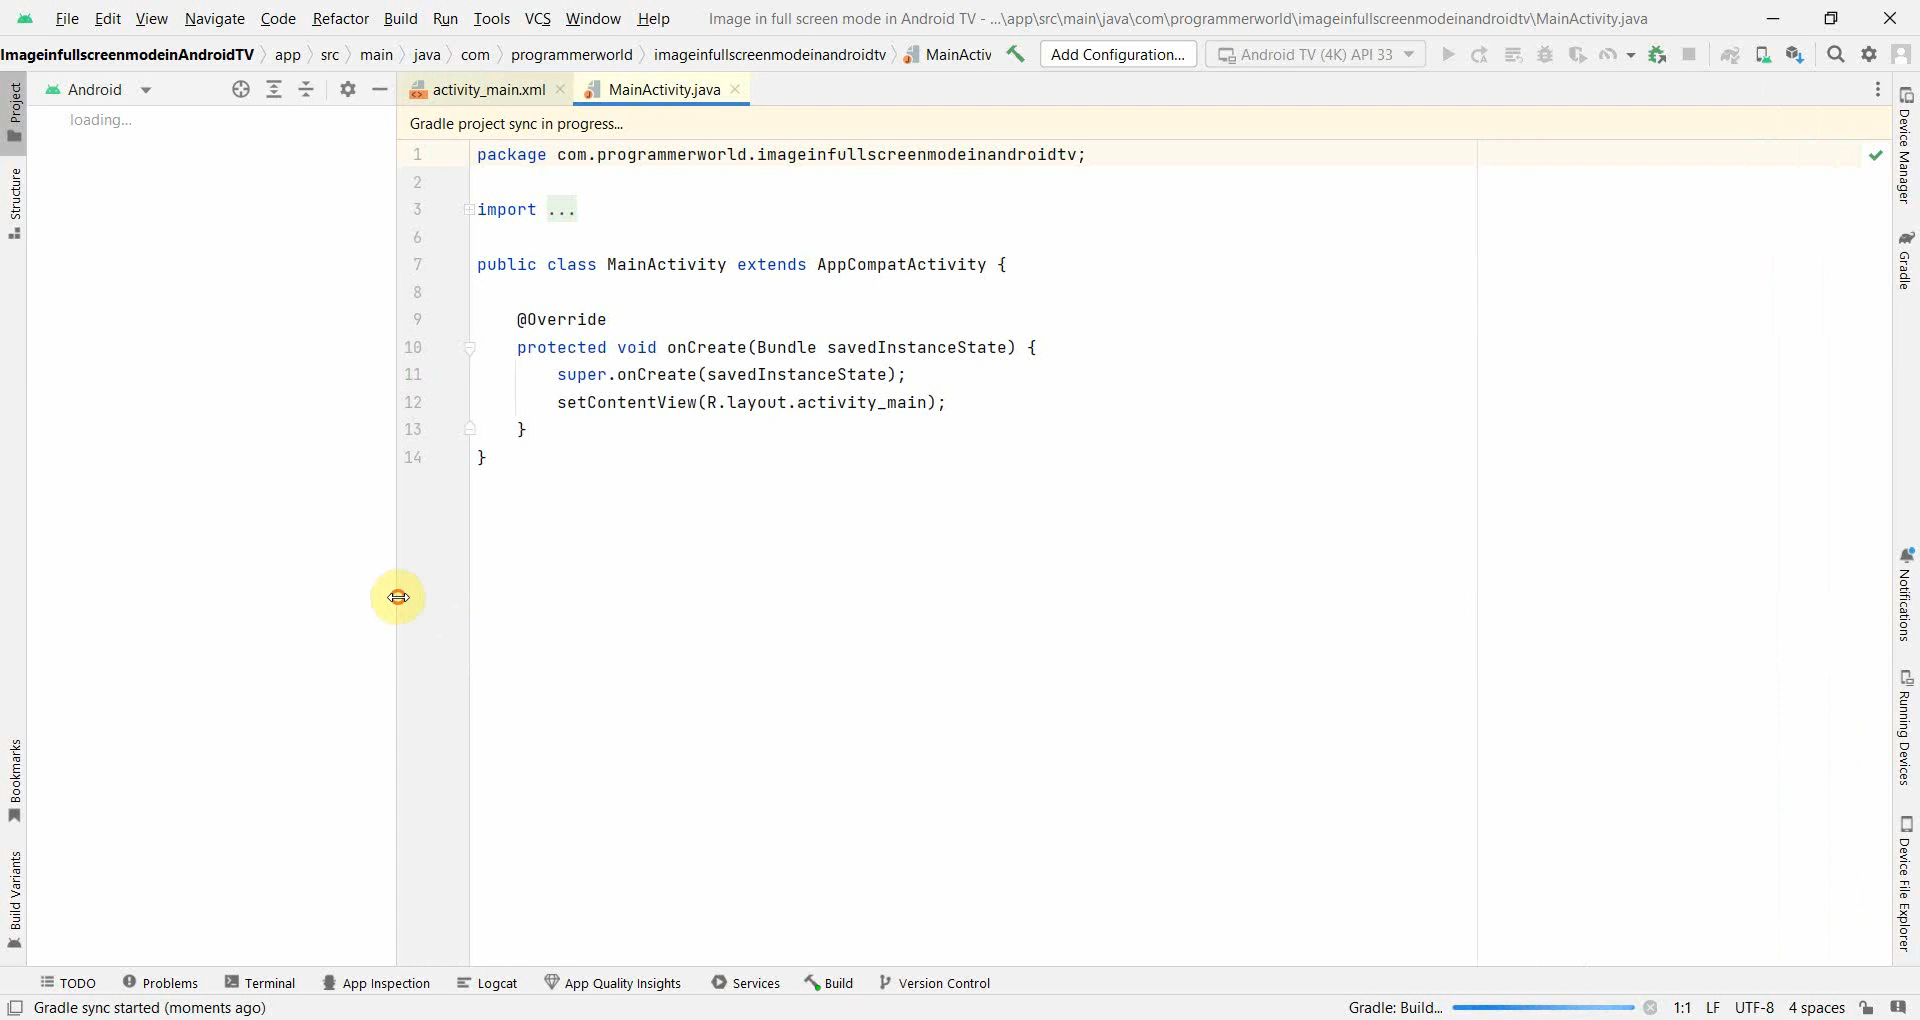 File Edit View Navigate Code Refactor Build Run Tools VCS Window Help Image in full screen mode in Android TV - ...\app\src\main\java\com\programmerworld\imageinfullscreenmodeinandroidtv\MainActivity.java
ImageinfullscreenmodeinAndroidTV app src main java com programmerworld imageinfullscreenmodeinandroidtv MainActiv Add Configuration... Android TV (4K) API 33
Project
Structure
Bookmarks
Build Variants
Android
loading...
activity_main.xml MainActivity.java
Gradle project sync in progress...
1 package com.programmerworld.imageinfullscreenmodeinandroidtv;
2
3 import ...
6
7 public class MainActivity extends AppCompatActivity {
8
9 @Override
10 protected void onCreate(Bundle savedInstanceState) {
11 super.onCreate(savedInstanceState);
12 setContentView(R.layout.activity_main);
13 }
14 }
Device Manager
Gradle
Notifications
Running Devices
Device File Explorer
TODO Problems Terminal App Inspection Logcat App Quality Insights Services Build Version Control
Gradle sync started (moments ago) Gradle: Build... 1:1 LF UTF-8 4 spaces